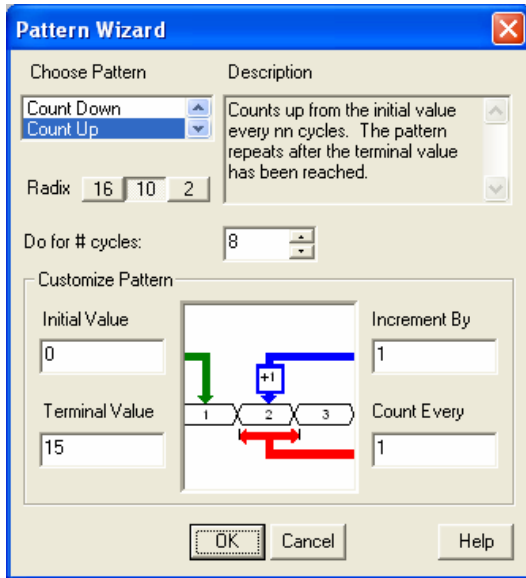 Pattern Wizard
Choose Pattern
Description
Count Down
Count Up
Counts up from the initial value
every nn cycles. The pattern
repeats after the terminal value
has been reached.
Radix 16 10 2
Do for # cycles: 8
Customize Pattern
Initial Value
0
Increment By
1
+1
1 2 3
Terminal Value
15
Count Every
1
OK Cancel Help